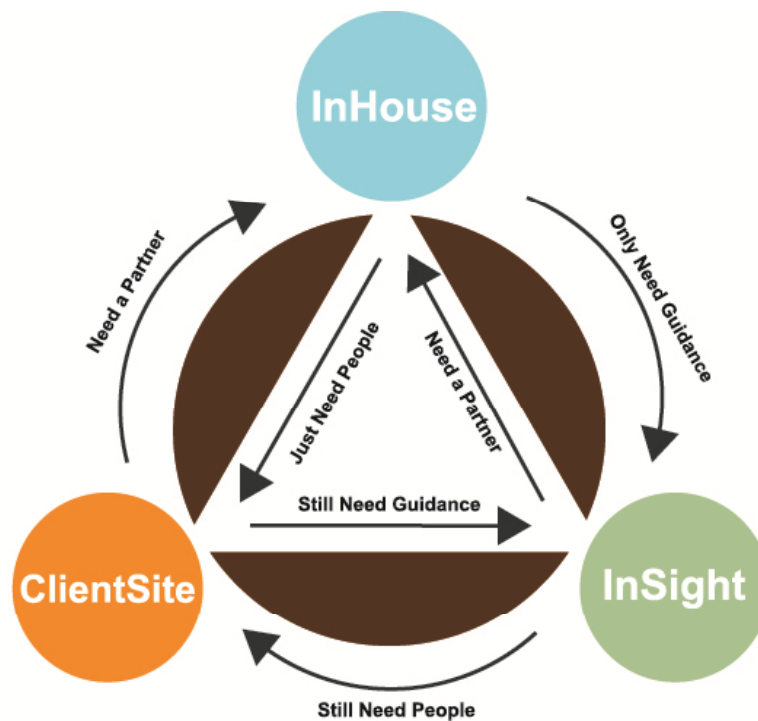 InHouse
Need a Partner
Only Need Guidance
Just Need People
Need a Partner
Still Need Guidance
ClientSite
InSight
Still Need People